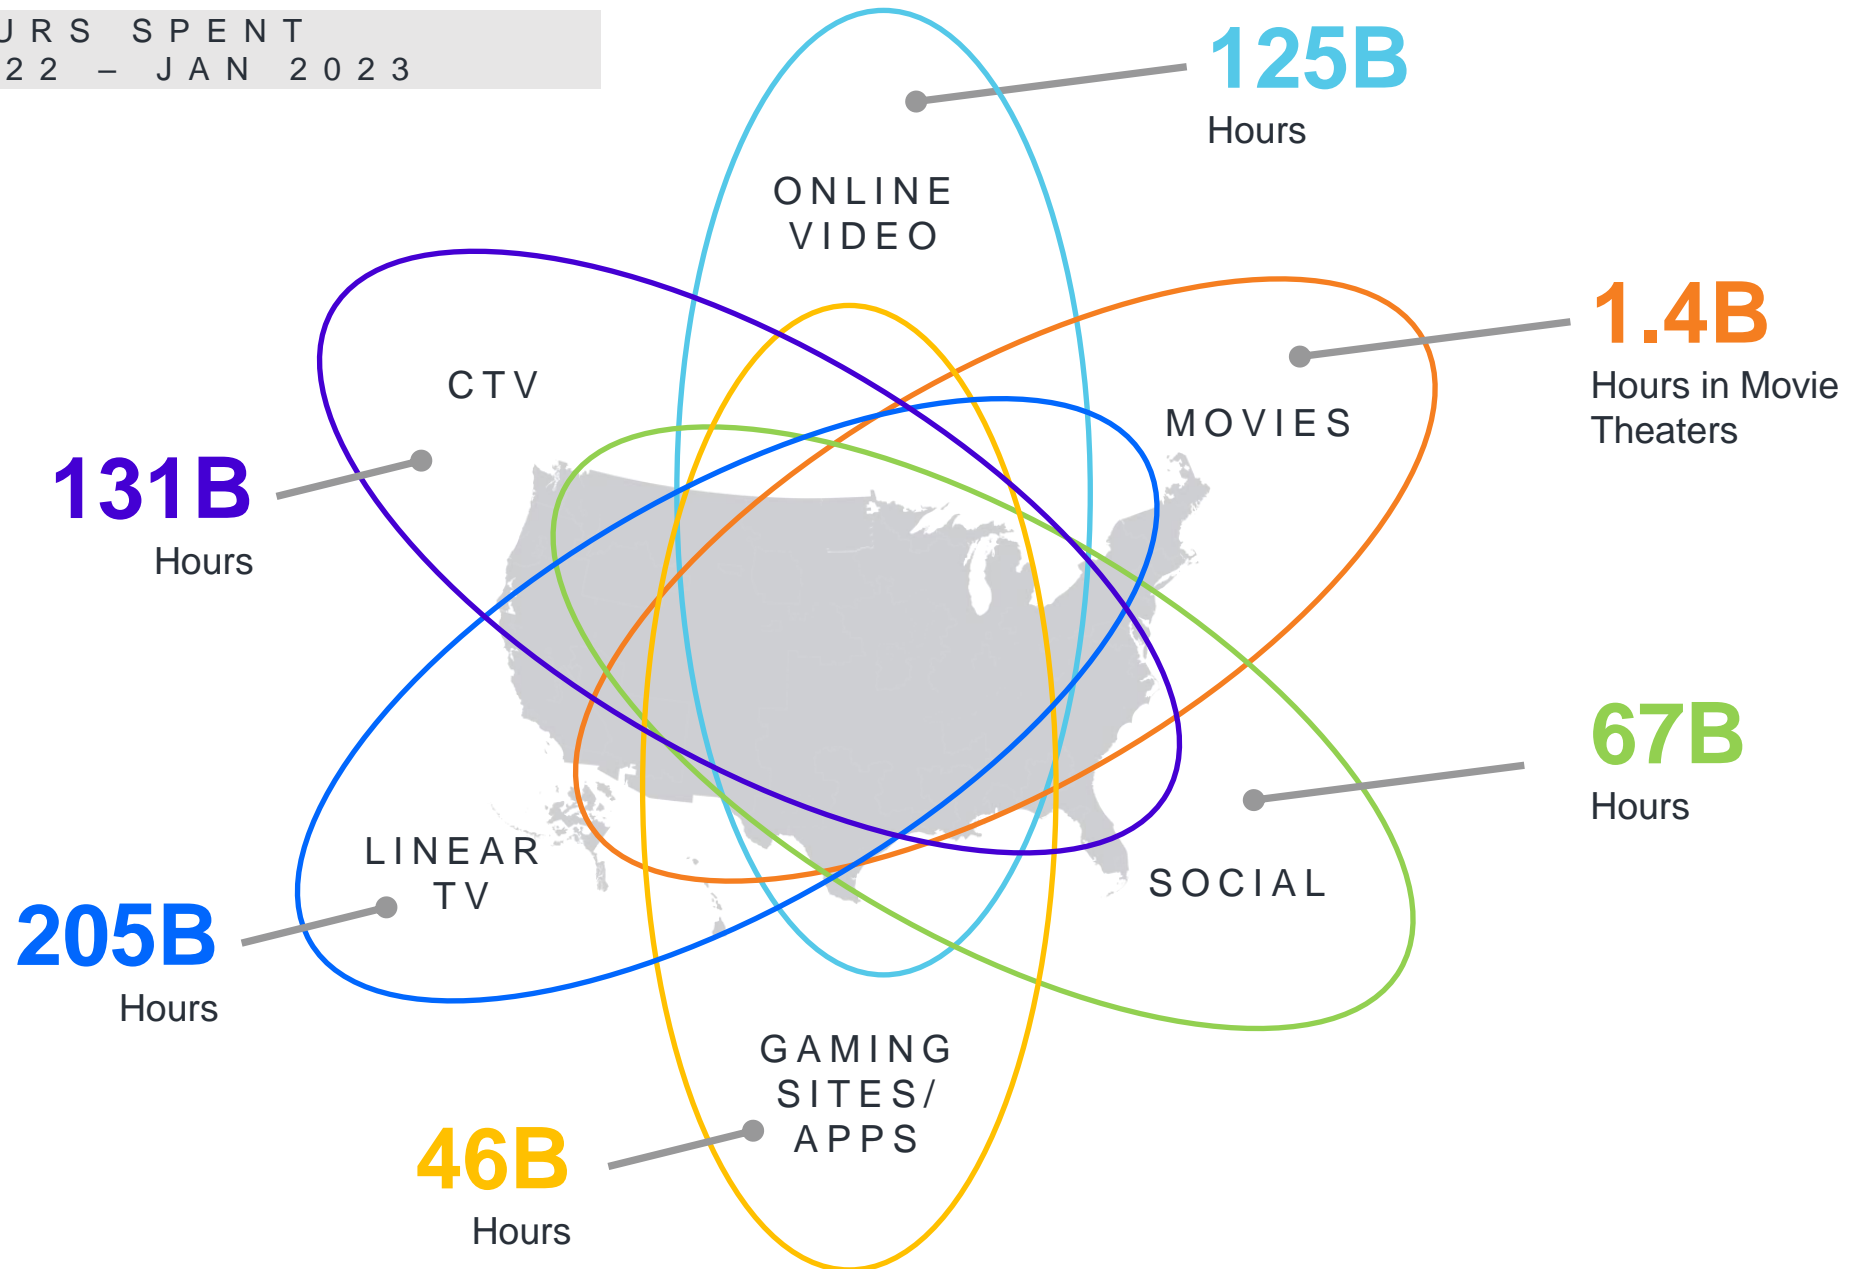 URS SPENT
22 – JAN 2023
125B
Hours
ONLINE
VIDEO
1.4B
Hours in Movie
Theaters
CTV
MOVIES
131B
Hours
67B
Hours
LINEAR
TV
SOCIAL
205B
Hours
GAMING
SITES/
APPS
46B
Hours